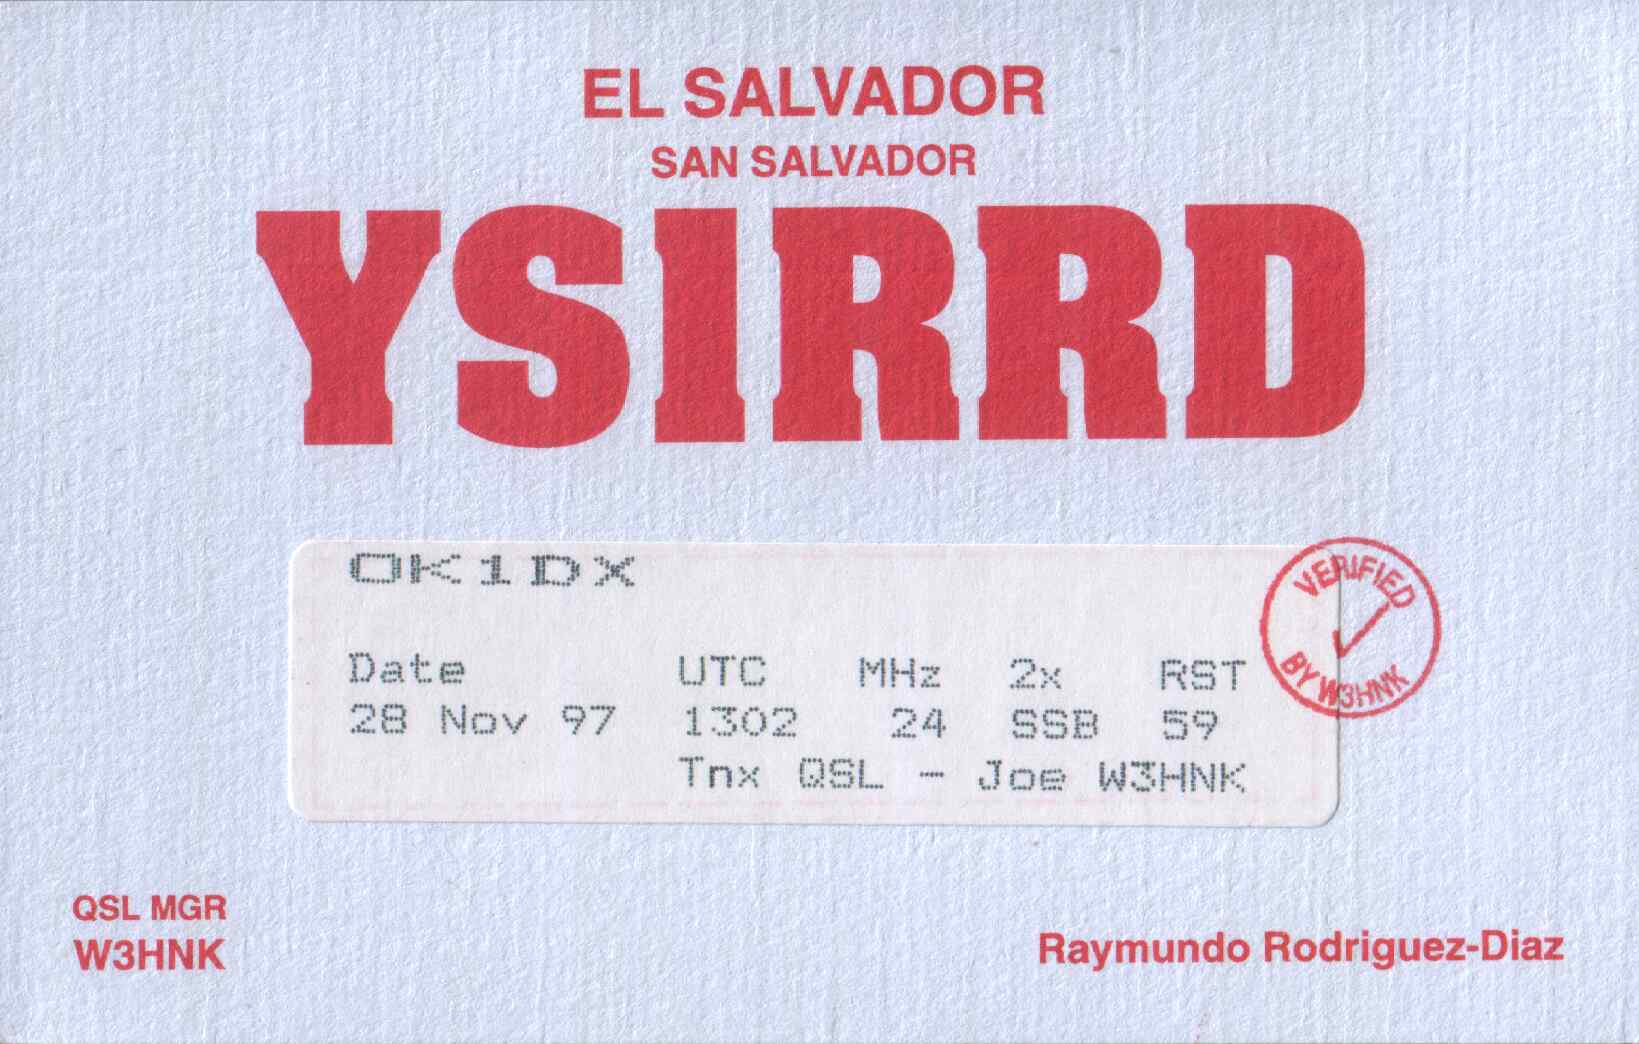 EL SALVADOR
SAN SALVADOR
YSIRRD
OK1DX
Date UTC MHz 2x RST
28 Nov 97 1302 24 SSB 59
Tnx QSL - Joe W3HNK
VERIFIED
BY W3HNK
QSL MGR
W3HNK
Raymundo Rodriguez-Diaz